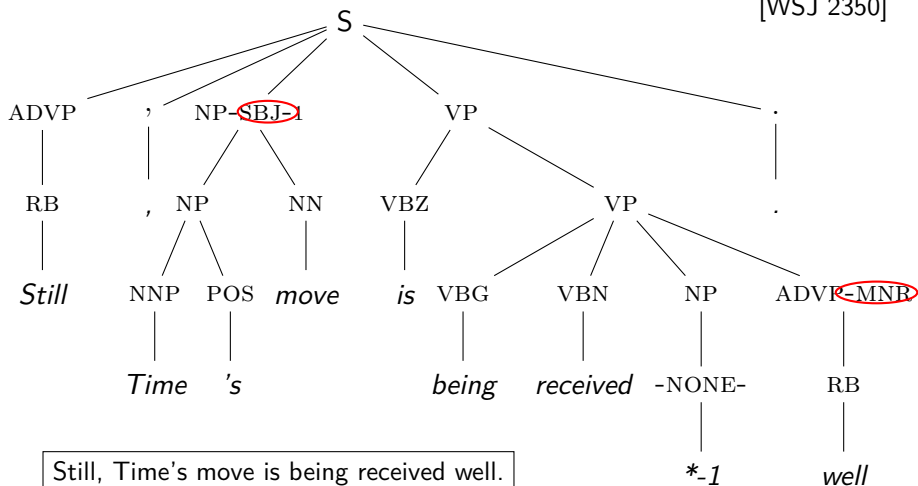 [WSJ 2350]
S
ADVP , NP-SBJ-1 VP .
RB , NP NN VBZ VP .
Still NNP POS move is VBG VBN NP ADVP-MNR
Time 's being received -NONE- RB
Still, Time's move is being received well. *-1 well